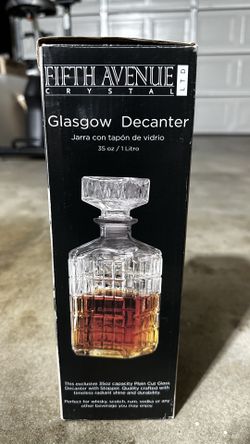 FIFTH AVENUE
LTD
CRYSTAL
Glasgow Decanter
Jarra con tapón de vidrio
35 oz / 1 Litro
This exclusive 35oz capacity Plain Cut Glass
Decanter with Stopper. Quality crafted with
timeless radiant shine and durability.
Perfect for whisky, scotch, rum, vodka or any
other beverage you may enjoy.